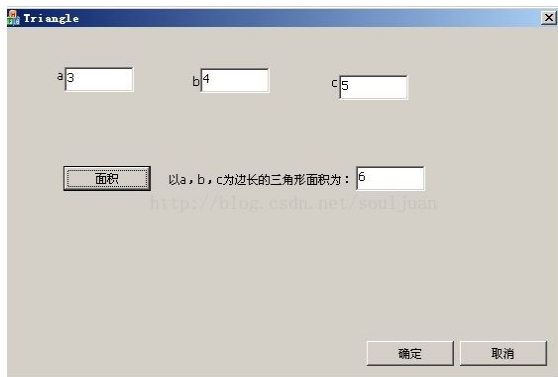 Triangle
a 3 b 4 c 5
面积 以a，b，c为边长的三角形面积为： 6
http://blog.csdn.net/souljuan
确定 取消